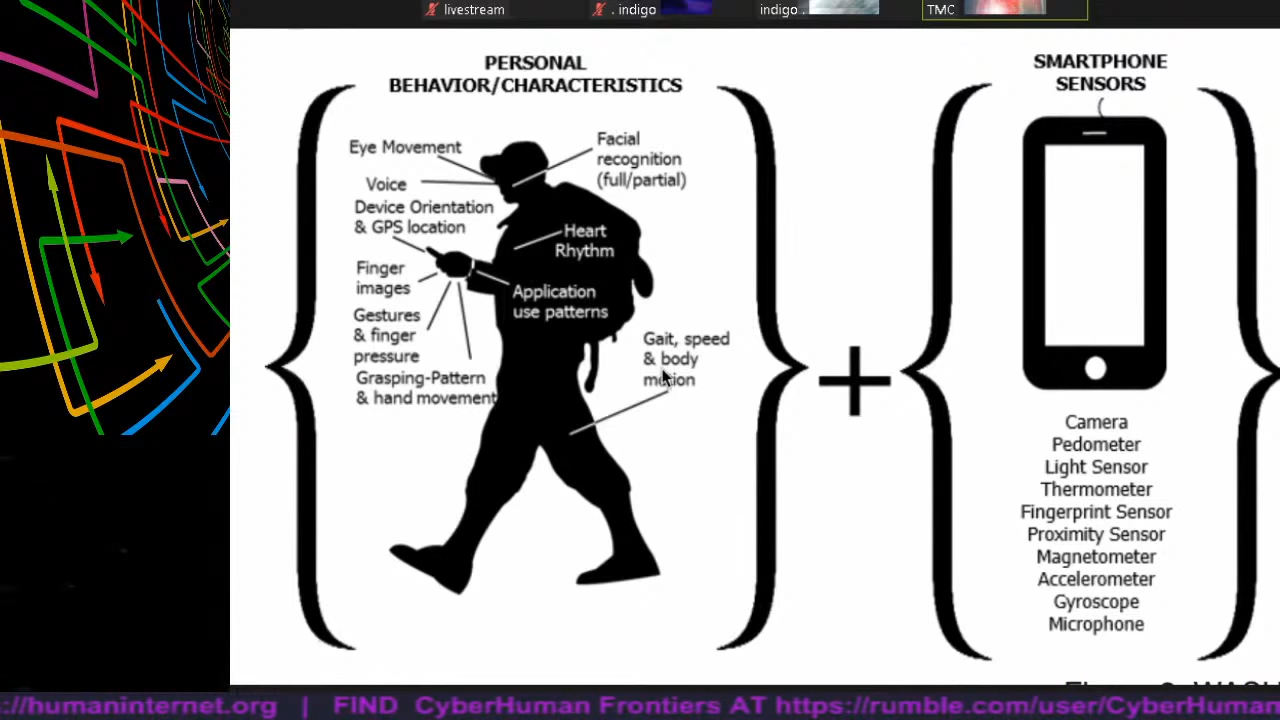 livestream
. indigo
indigo .
TMC
PERSONAL
BEHAVIOR/CHARACTERISTICS
Eye Movement
Voice
Device Orientation
& GPS location
Finger
images
Gestures
& finger
pressure
Grasping-Pattern
& hand movement
Facial
recognition
(full/partial)
Heart
Rhythm
Application
use patterns
Gait, speed
& body
motion
+
SMARTPHONE
SENSORS
Camera
Pedometer
Light Sensor
Thermometer
Fingerprint Sensor
Proximity Sensor
Magnetometer
Accelerometer
Gyroscope
Microphone
://humaninternet.org | FIND CyberHuman Frontiers AT https://rumble.com/user/CyberHuman